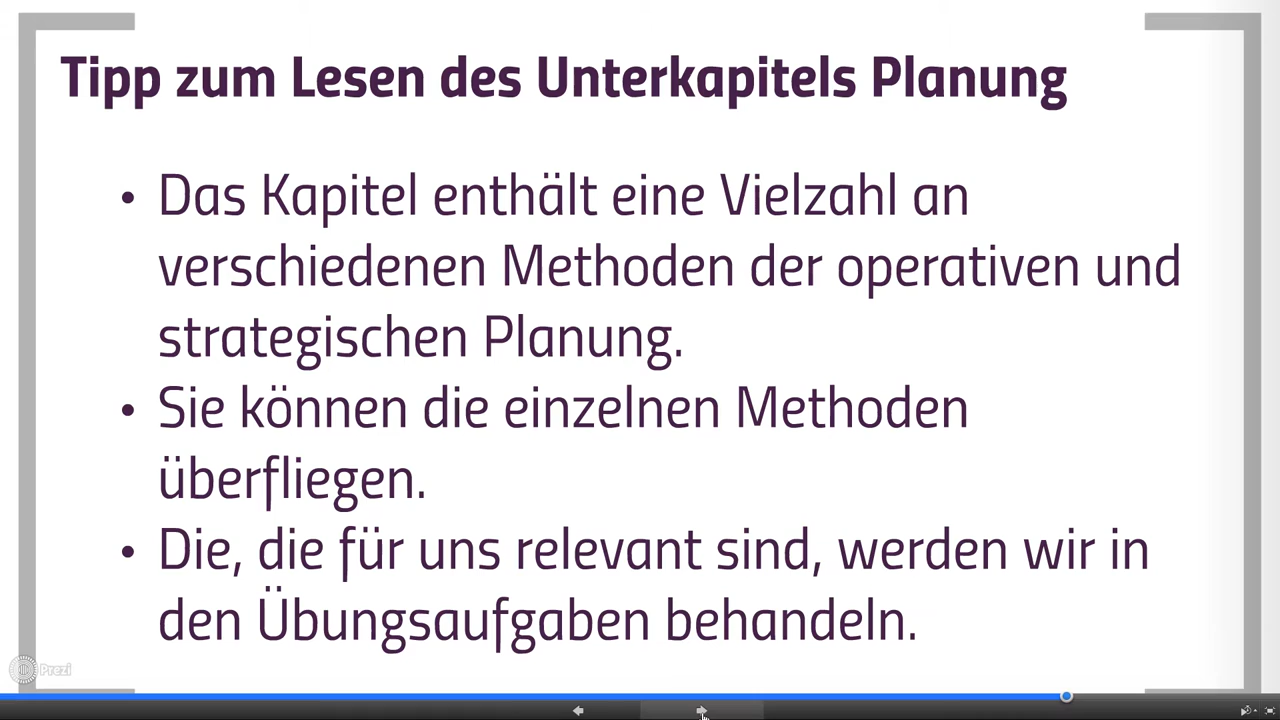 Tipp zum Lesen des Unterkapitels Planung
• Das Kapitel enthält eine Vielzahl an
verschiedenen Methoden der operativen und
strategischen Planung.
• Sie können die einzelnen Methoden
überfliegen.
• Die, die für uns relevant sind, werden wir in
den Übungsaufgaben behandeln.
Prezi